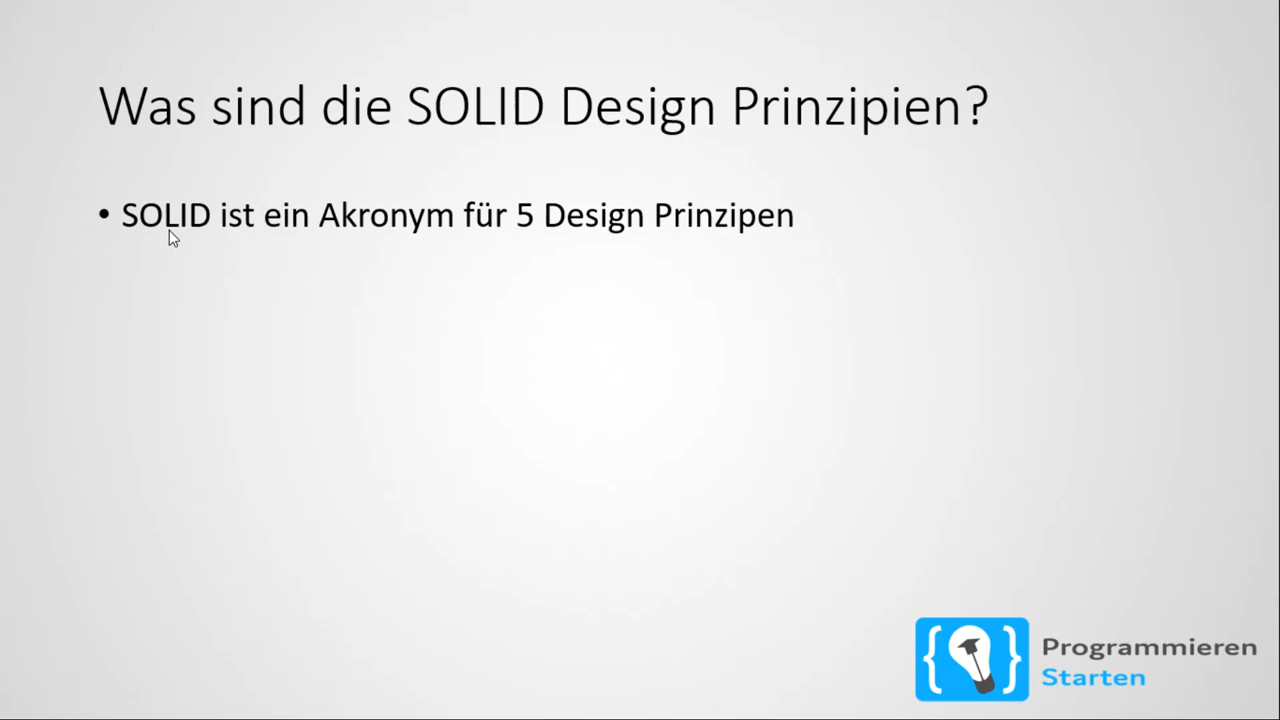 Was sind die SOLID Design Prinzipien?
• SOLID ist ein Akronym für 5 Design Prinzipen
{ }
Programmieren
Starten